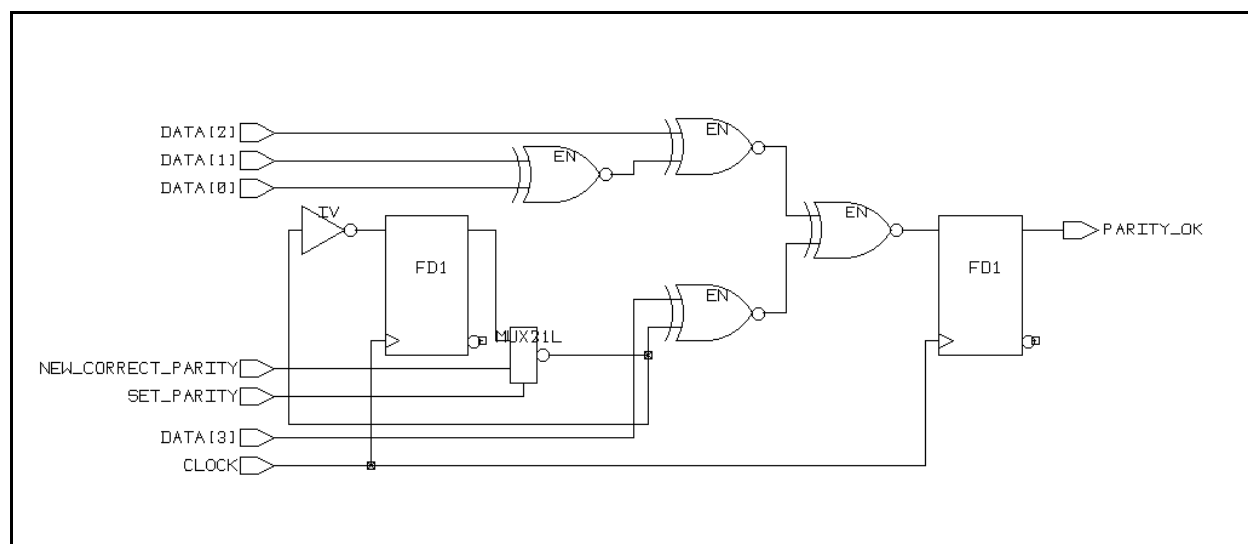 DATA[2]
EN
DATA[1]
EN
DATA[0]
IV
EN
PARITY_OK
FD1
FD1
EN
MUX21L
NEW_CORRECT_PARITY
SET_PARITY
DATA[3]
CLOCK